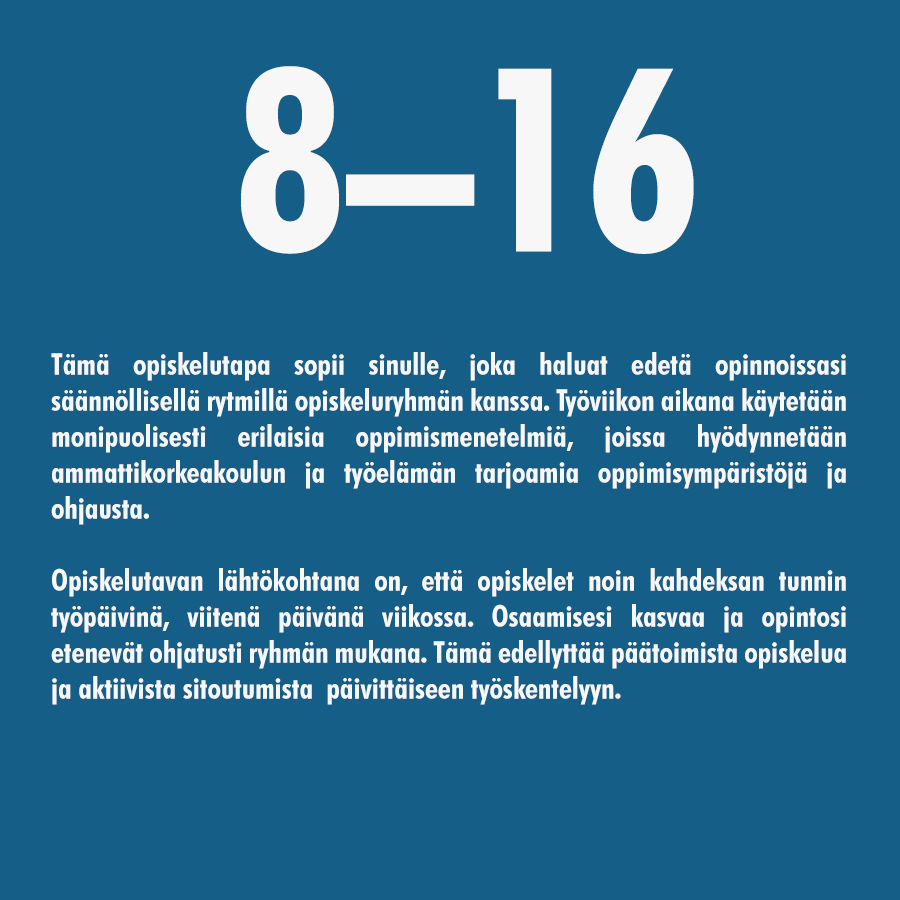 8–16
Tämä opiskelutapa sopii sinulle, joka haluat edetä opinnoissasi
säännöllisellä rytmillä opiskeluryhmän kanssa. Työviikon aikana käytetään
monipuolisesti erilaisia oppimismenetelmiä, joissa hyödynnetään
ammattikorkeakoulun ja työelämän tarjoamia oppimisympäristöjä ja
ohjausta.
Opiskelutavan lähtökohtana on, että opiskelet noin kahdeksan tunnin
työpäivinä, viitenä päivänä viikossa. Osaamisesi kasvaa ja opintosi
etenevät ohjatusti ryhmän mukana. Tämä edellyttää päätoimista opiskelua
ja aktiivista sitoutumista päivittäiseen työskentelyyn.